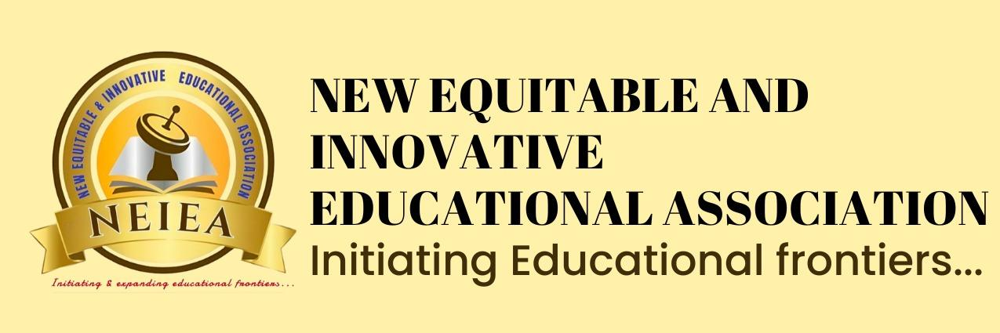 NEW EQUITABLE & INNOVATIVE EDUCATIONAL ASSOCIATION
NEIEA
Initiating & expanding educational frontiers...
NEW EQUITABLE AND
INNOVATIVE
EDUCATIONAL ASSOCIATION
Initiating Educational frontiers...